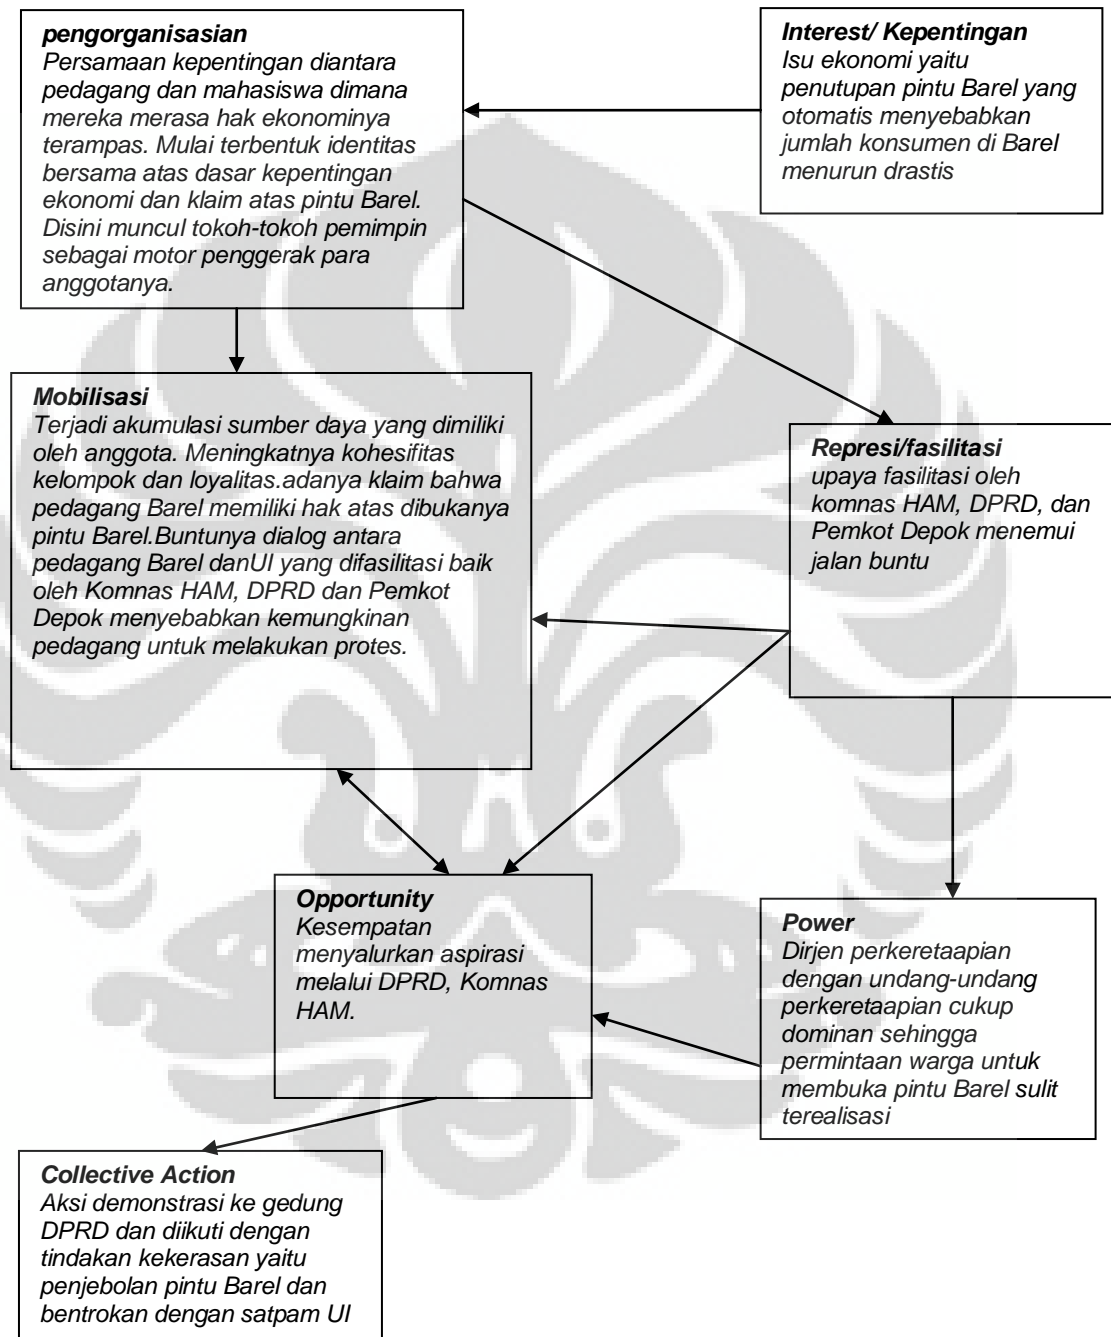 pengorganisasian
Persamaan kepentingan diantara
pedagang dan mahasiswa dimana
mereka merasa hak ekonominya
terampas. Mulai terbentuk identitas
bersama atas dasar kepentingan
ekonomi dan klaim atas pintu Barel.
Disini muncul tokoh-tokoh pemimpin
sebagai motor penggerak para
anggotanya.
Interest/ Kepentingan
Isu ekonomi yaitu
penutupan pintu Barel yang
otomatis menyebabkan
jumlah konsumen di Barel
menurun drastis
Mobilisasi
Terjadi akumulasi sumber daya yang dimiliki
oleh anggota. Meningkatnya kohesifitas
kelompok dan loyalitas.adanya klaim bahwa
pedagang Barel memiliki hak atas dibukanya
pintu Barel.Buntunya dialog antara
pedagang Barel danUI yang difasilitasi baik
oleh Komnas HAM, DPRD dan Pemkot
Depok menyebabkan kemungkinan
pedagang untuk melakukan protes.
Represi/fasilitasi
upaya fasilitasi oleh
komnas HAM, DPRD, dan
Pemkot Depok menemui
jalan buntu
Opportunity
Kesempatan
menyalurkan aspirasi
melalui DPRD, Komnas
HAM.
Power
Dirjen perkeretaapian
dengan undang-undang
perkeretaapian cukup
dominan sehingga
permintaan warga untuk
membuka pintu Barel sulit
terealisasi
Collective Action
Aksi demonstrasi ke gedung
DPRD dan diikuti dengan
tindakan kekerasan yaitu
penjebolan pintu Barel dan
bentrokan dengan satpam UI